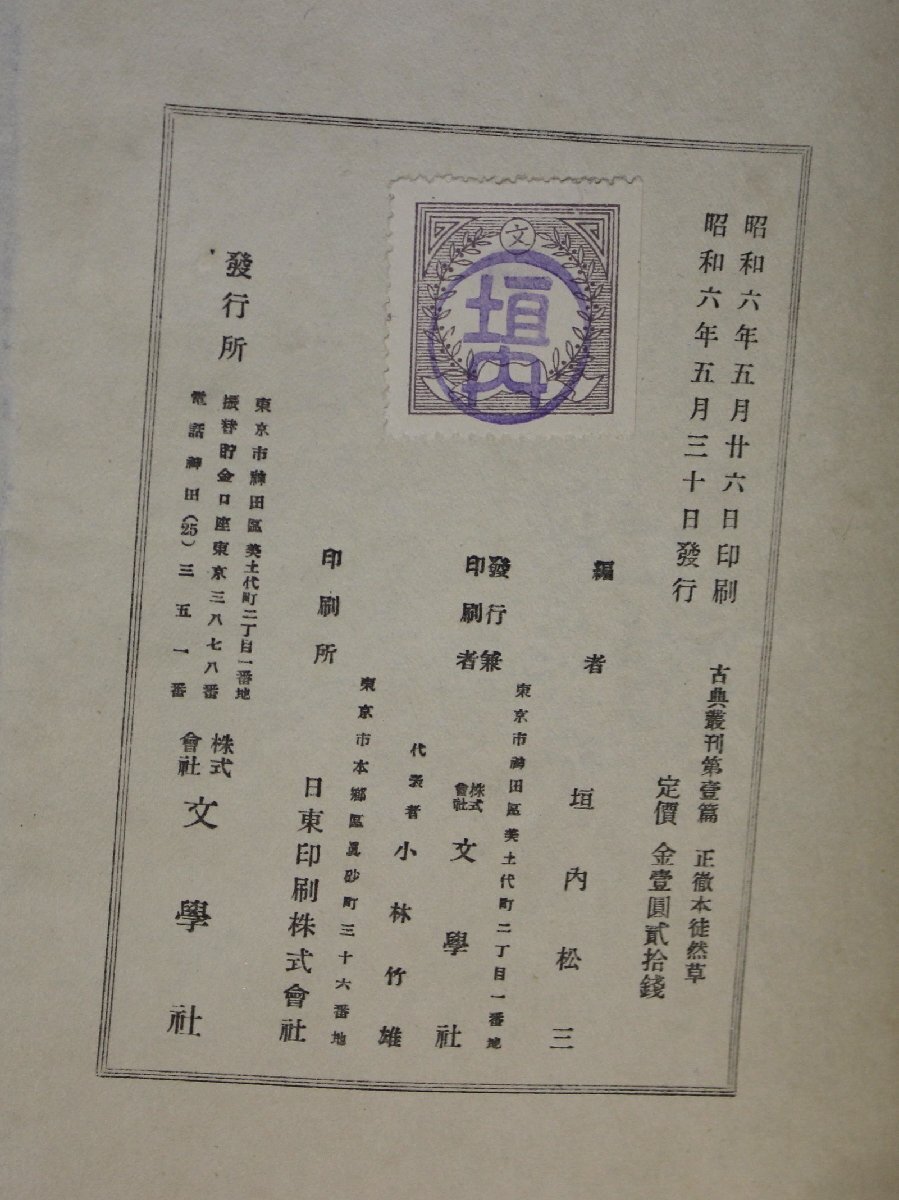 昭和六年五月廿六日印刷
昭和六年五月三十日發行
古典叢刊第壹篇 正徹本徒然草
定價 金壹圓貳拾錢
文
垣内
編者 垣内松三
東京市神田區美土代町二丁目一番地
發行兼
印刷者 株式會社 文學社
代表者 小林竹雄
東京市本鄉區眞砂町三十六番地
印刷所 日東印刷株式會社
發行所
東京市神田區美土代町二丁目一番地
振替貯金口座東京三八七八番
電話神田(25)三五一番
株式會社 文學社